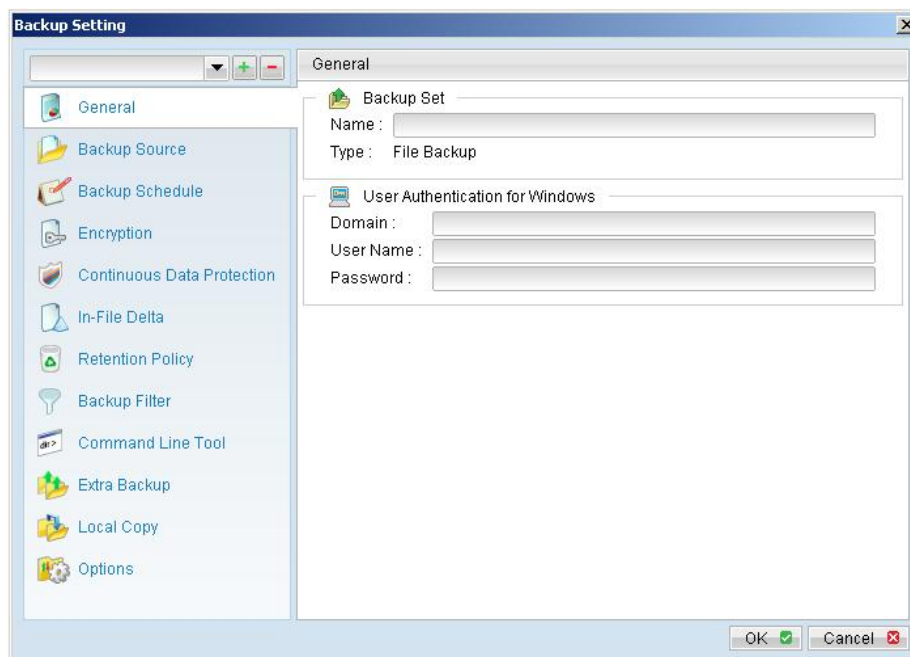 Backup Setting
General
Backup Source
Backup Schedule
Encryption
Continuous Data Protection
In-File Delta
Retention Policy
Backup Filter
Command Line Tool
Extra Backup
Local Copy
Options
General
Backup Set
Name :
Type : File Backup
User Authentication for Windows
Domain :
User Name :
Password :
OK
Cancel